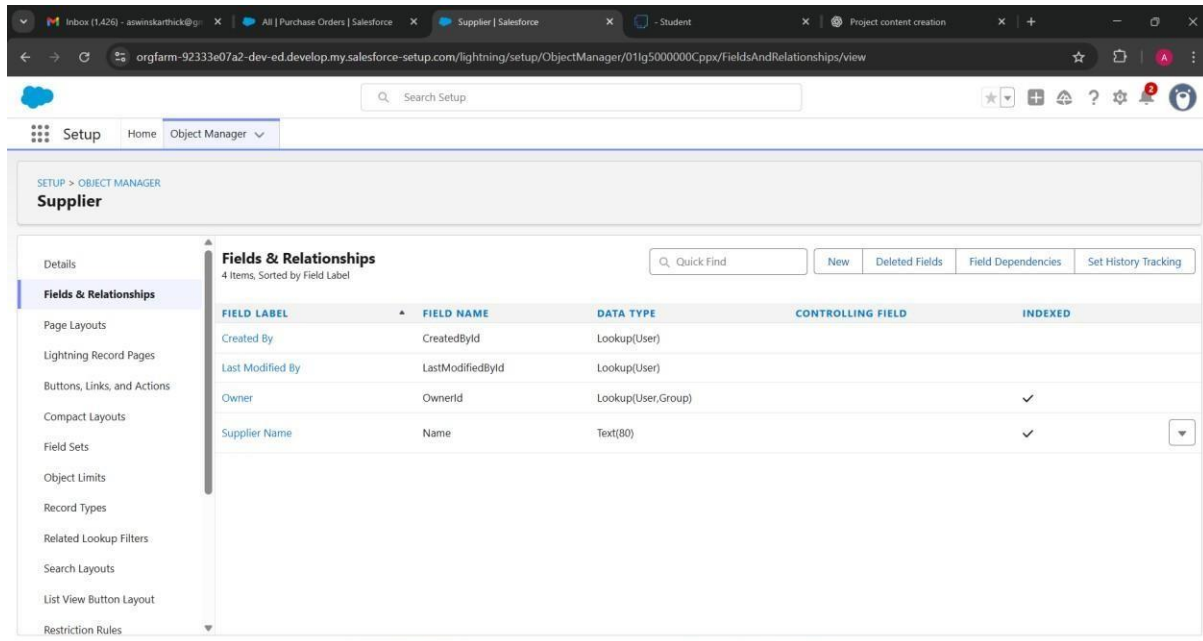 Inbox (1,426) - aswinskarthick@gm
All | Purchase Orders | Salesforce
Supplier | Salesforce
- Student
Project content creation
orgfarm-92333e07a2-dev-ed.develop.my.salesforce-setup.com/lightning/setup/ObjectManager/01Ig5000000Cppx/FieldsAndRelationships/view
A
Search Setup
2
Setup Home Object Manager
SETUP > OBJECT MANAGER
Supplier
Details
Fields & Relationships
Page Layouts
Lightning Record Pages
Buttons, Links, and Actions
Compact Layouts
Field Sets
Object Limits
Record Types
Related Lookup Filters
Search Layouts
List View Button Layout
Restriction Rules
Fields & Relationships
4 Items, Sorted by Field Label
Quick Find
New Deleted Fields Field Dependencies Set History Tracking
FIELD LABEL FIELD NAME DATA TYPE CONTROLLING FIELD INDEXED
Created By CreatedById Lookup(User)
Last Modified By LastModifiedById Lookup(User)
Owner OwnerId Lookup(User,Group)
Supplier Name Name Text(80)